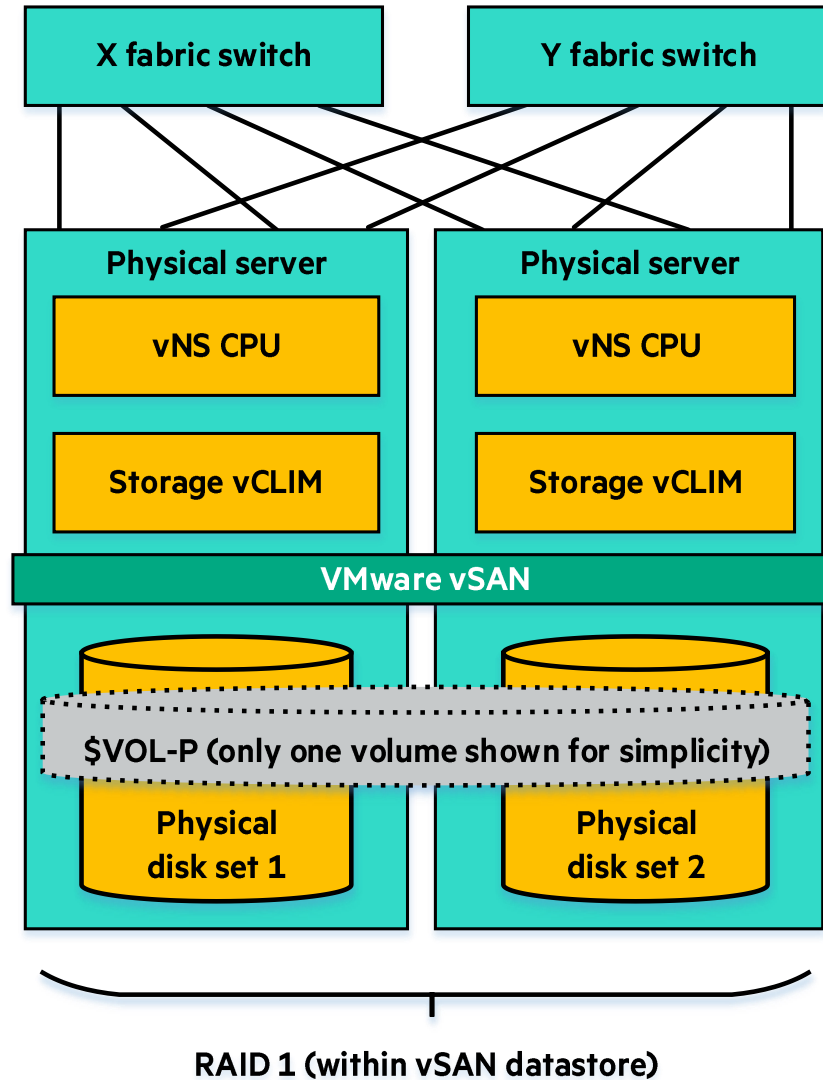 X fabric switch
Y fabric switch
Physical server
Physical server
vNS CPU
vNS CPU
Storage vCLIM
Storage vCLIM
VMware vSAN
$VOL-P (only one volume shown for simplicity)
Physical
disk set 1
Physical
disk set 2
RAID 1 (within vSAN datastore)